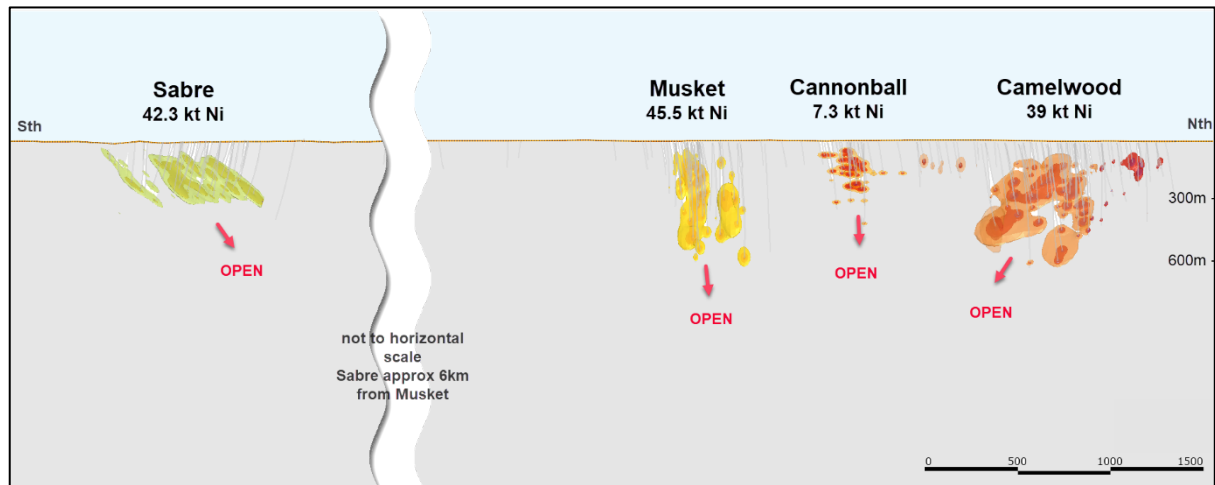 Sabre
42.3 kt Ni
Musket
45.5 kt Ni
Cannonball
7.3 kt Ni
Camelwood
39 kt Ni
Sth
Nth
300m
600m
OPEN
OPEN
OPEN
OPEN
not to horizontal
scale
Sabre approx 6km
from Musket
0 500 1000 1500